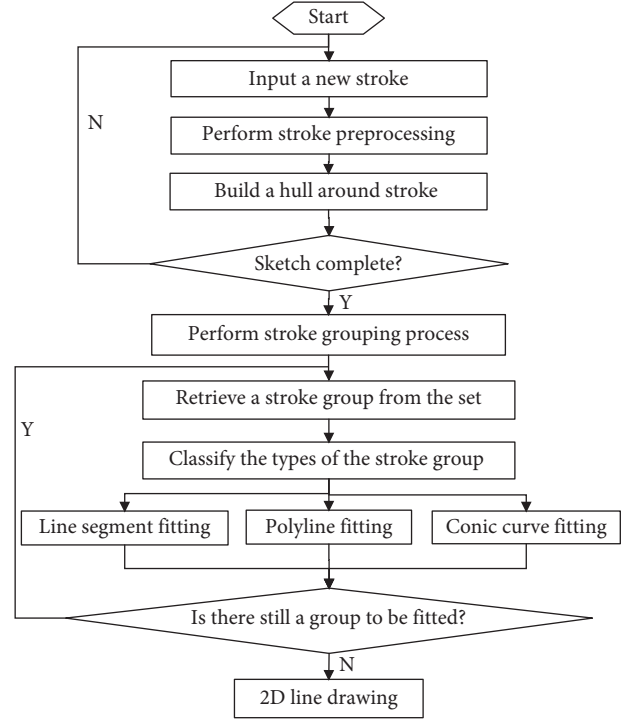 Start
Input a new stroke
N
Perform stroke preprocessing
Build a hull around stroke
Sketch complete?
Y
Perform stroke grouping process
Retrieve a stroke group from the set
Y
Classify the types of the stroke group
Line segment fitting
Polyline fitting
Conic curve fitting
Is there still a group to be fitted?
N
2D line drawing